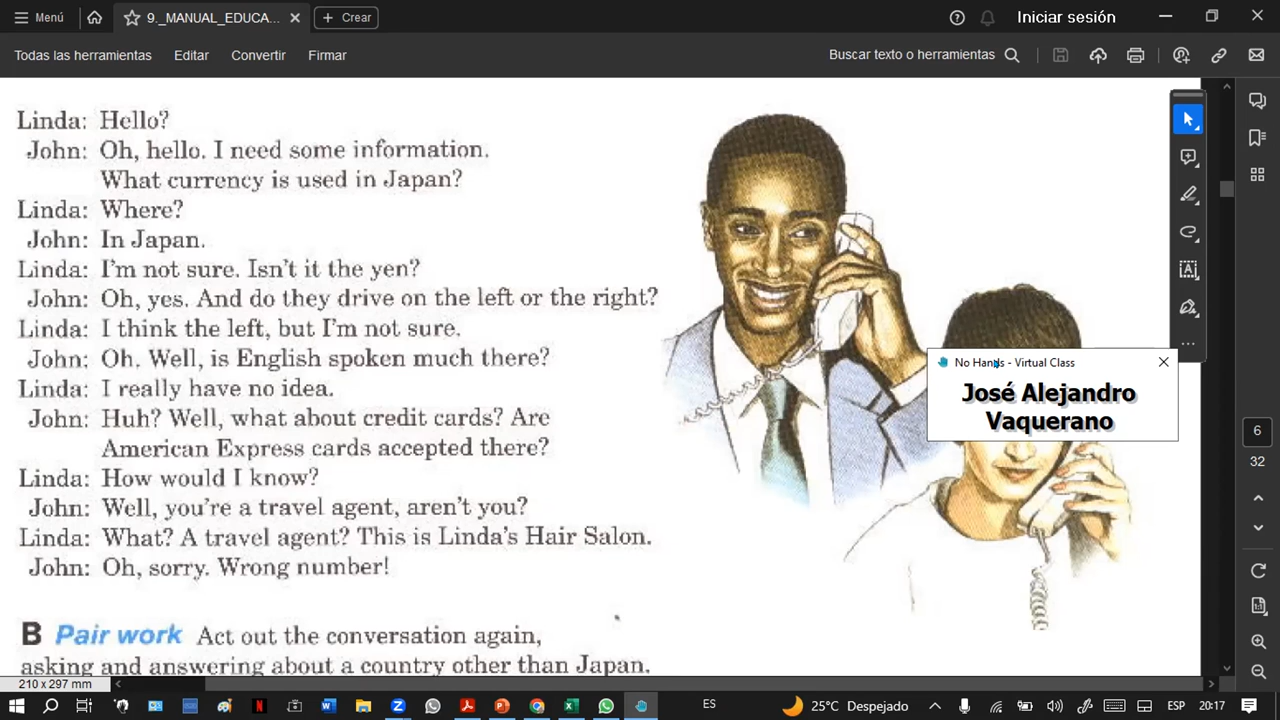 Menú
9._MANUAL_EDUCA...
Crear
Iniciar sesión
Todas las herramientas
Editar
Convertir
Firmar
Buscar texto o herramientas
Linda: Hello?
John: Oh, hello. I need some information.
What currency is used in Japan?
Linda: Where?
John: In Japan.
Linda: I'm not sure. Isn't it the yen?
John: Oh, yes. And do they drive on the left or the right?
Linda: I think the left, but I'm not sure.
John: Oh. Well, is English spoken much there?
Linda: I really have no idea.
John: Huh? Well, what about credit cards? Are
American Express cards accepted there?
Linda: How would I know?
John: Well, you're a travel agent, aren't you?
Linda: What? A travel agent? This is Linda's Hair Salon.
John: Oh, sorry. Wrong number!
B Pair work Act out the conversation again,
asking and answering about a country other than Japan.
No Hands - Virtual Class
José Alejandro
Vaquerano
6
32
210 x 297 mm
ES
25°C Despejado
ESP
20:17